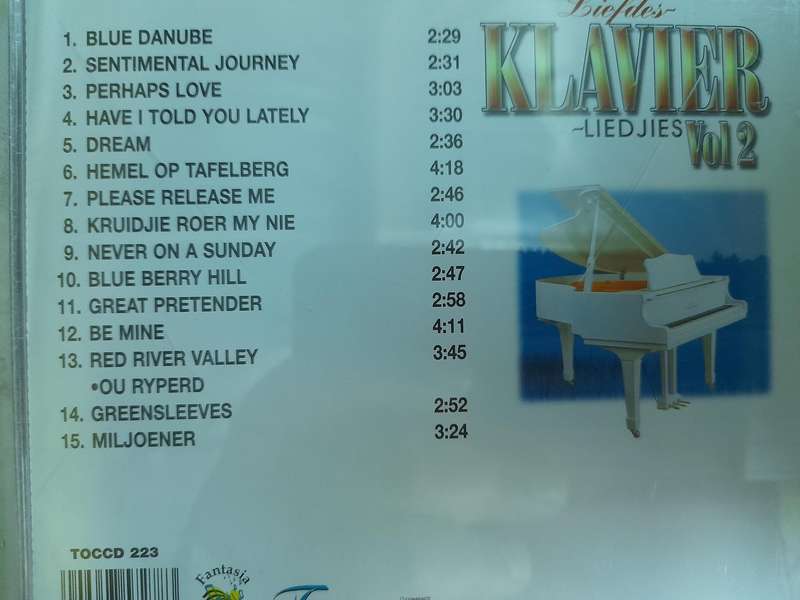 Liefdes~
KLAVIER
~LIEDJIES
Vol 2
1. BLUE DANUBE 2:29
2. SENTIMENTAL JOURNEY 2:31
3. PERHAPS LOVE 3:03
4. HAVE I TOLD YOU LATELY 3:30
5. DREAM 2:36
6. HEMEL OP TAFELBERG 4:18
7. PLEASE RELEASE ME 2:46
8. KRUIDJIE ROER MY NIE 4:00
9. NEVER ON A SUNDAY 2:42
10. BLUE BERRY HILL 2:47
11. GREAT PRETENDER 2:58
12. BE MINE 4:11
13. RED RIVER VALLEY 3:45
•OU RYPERD
14. GREENSLEEVES 2:52
15. MILJOENER 3:24
TOCCD 223
Fantasia